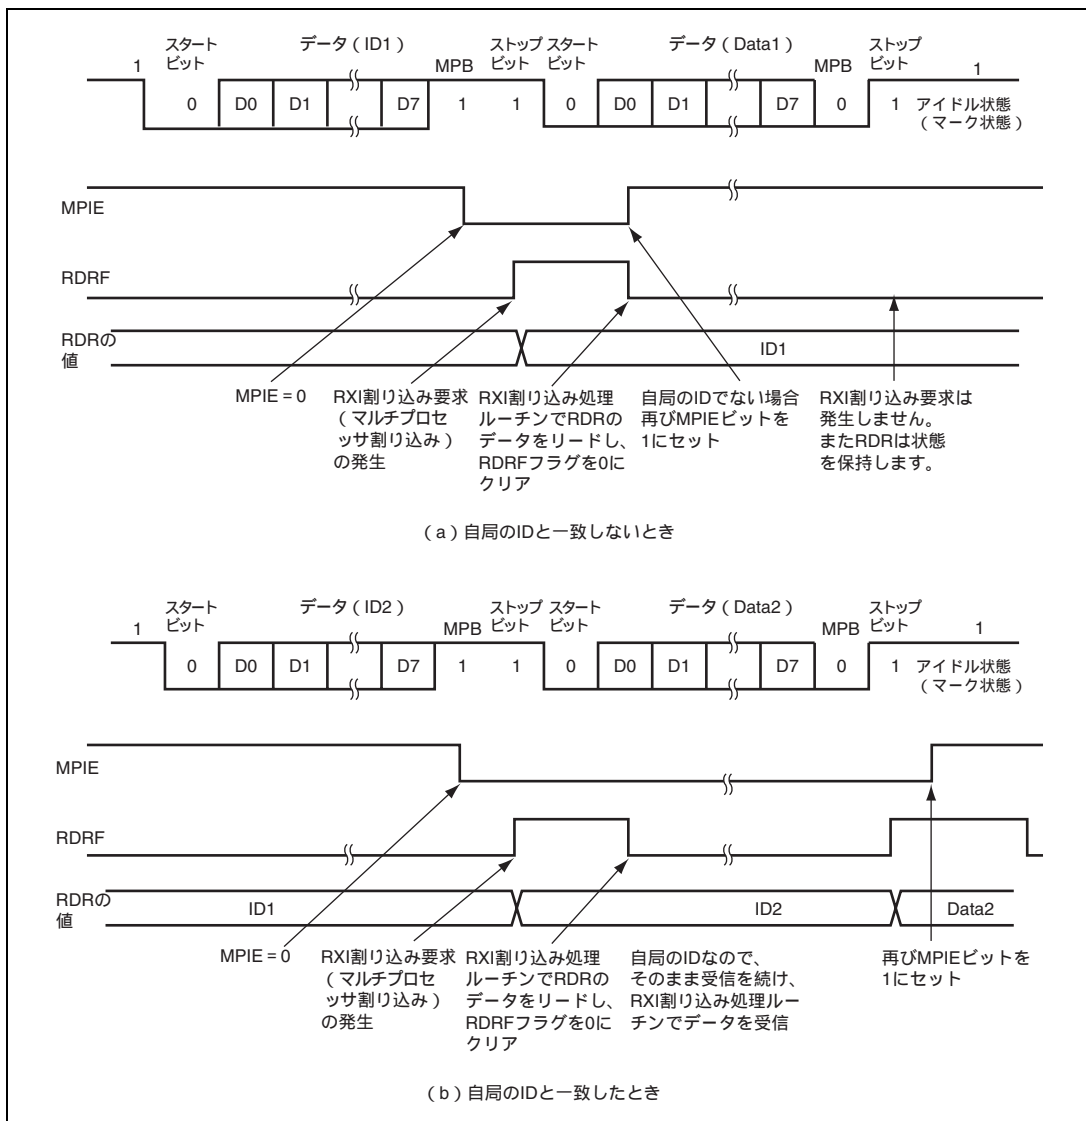 スタート データ（ID1） ストップ スタート データ（Data1） ストップ
1 ビット MPB ビット ビット MPB ビット 1
0 D0 D1 D7 1 1 0 D0 D1 D7 0 1 アイドル状態
（マーク状態）
MPIE
RDRF
RDRの
値
ID1
MPIE = 0
RXI割り込み要求
（マルチプロセ
ッサ割り込み）
の発生
RXI割り込み処理
ルーチンでRDRの
データをリードし、
RDRFフラグを0に
クリア
自局のIDでない場合
再びMPIEビットを
1にセット
RXI割り込み要求は
発生しません。
またRDRは状態
を保持します。
（a）自局のIDと一致しないとき
スタート データ（ID2） ストップ スタート データ（Data2） ストップ
1 ビット MPB ビット ビット MPB ビット 1
0 D0 D1 D7 1 1 0 D0 D1 D7 0 1 アイドル状態
（マーク状態）
MPIE
RDRF
RDRの
値
ID1 ID2 Data2
MPIE = 0
RXI割り込み要求
（マルチプロセ
ッサ割り込み）
の発生
RXI割り込み処理
ルーチンでRDRの
データをリードし、
RDRFフラグを0に
クリア
自局のIDなので、
そのまま受信を続け、
RXI割り込み処理ルー
チンでデータを受信
再びMPIEビットを
1にセット
（b）自局のIDと一致したとき